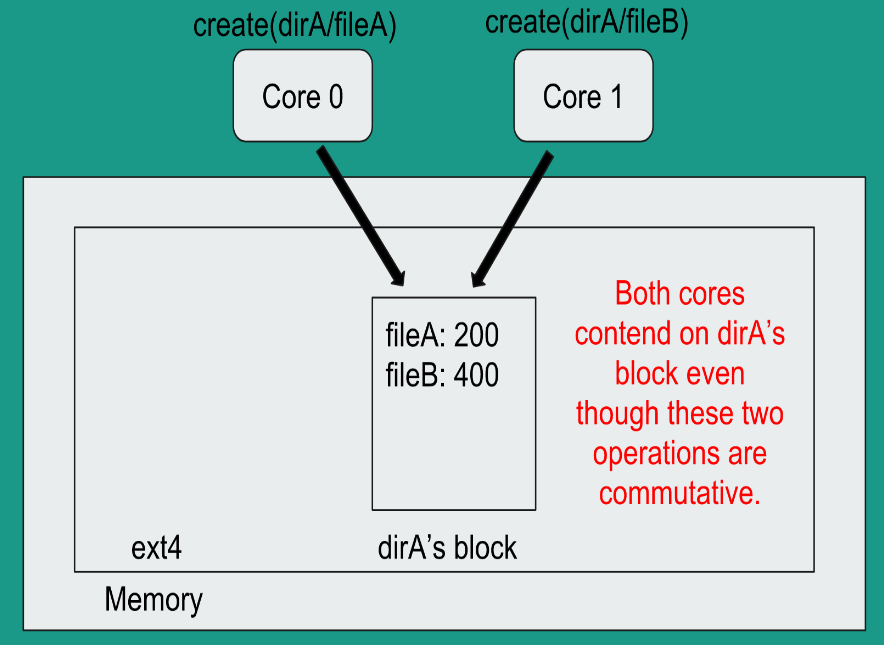 create(dirA/fileA)
create(dirA/fileB)
Core 0
Core 1
fileA: 200
fileB: 400
Both cores
contend on dirA’s
block even
though these two
operations are
commutative.
ext4
dirA’s block
Memory